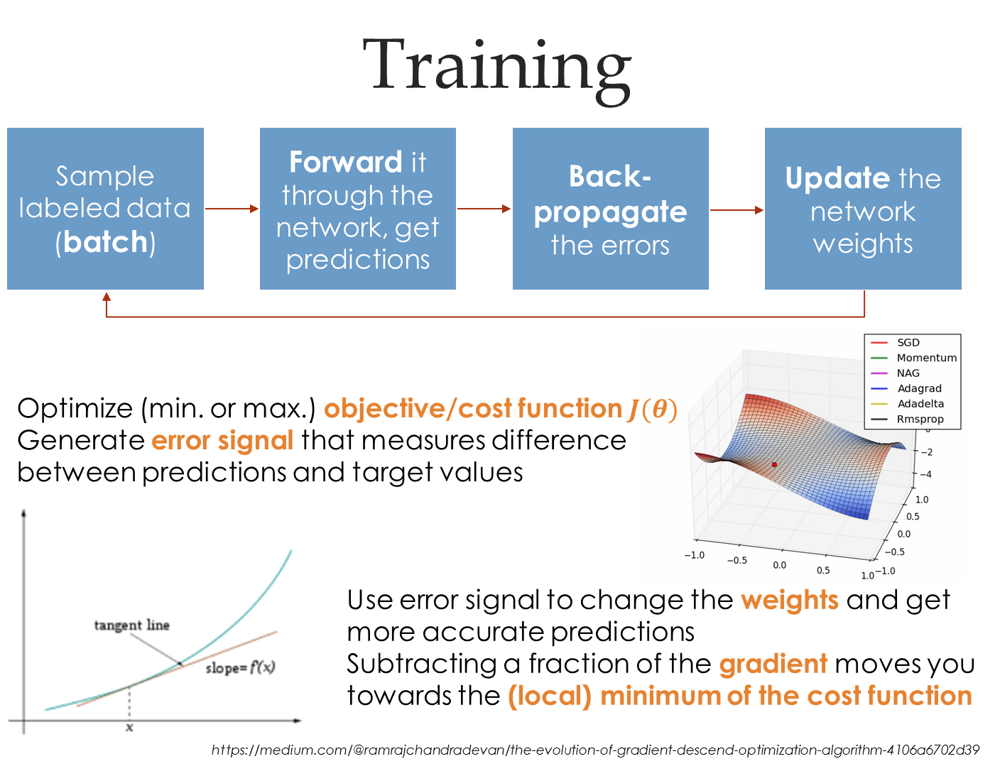 Training
Sample
labeled data
(batch)
Forward it
through the
network, get
predictions
Back-
propagate
the errors
Update the
network
weights
Optimize (min. or max.) objective/cost function J(θ)
Generate error signal that measures difference
between predictions and target values
SGD
Momentum
NAG
Adagrad
Adadelta
Rmsprop
0
−2
−4
1.0
0.5
0.0
−0.5
−1.0
−1.0
−0.5
0.0
0.5
1.0
tangent line
slope=f'(x)
x
Use error signal to change the weights and get
more accurate predictions
Subtracting a fraction of the gradient moves you
towards the (local) minimum of the cost function
https://medium.com/@ramrajchandradevan/the-evolution-of-gradient-descend-optimization-algorithm-4106a6702d39